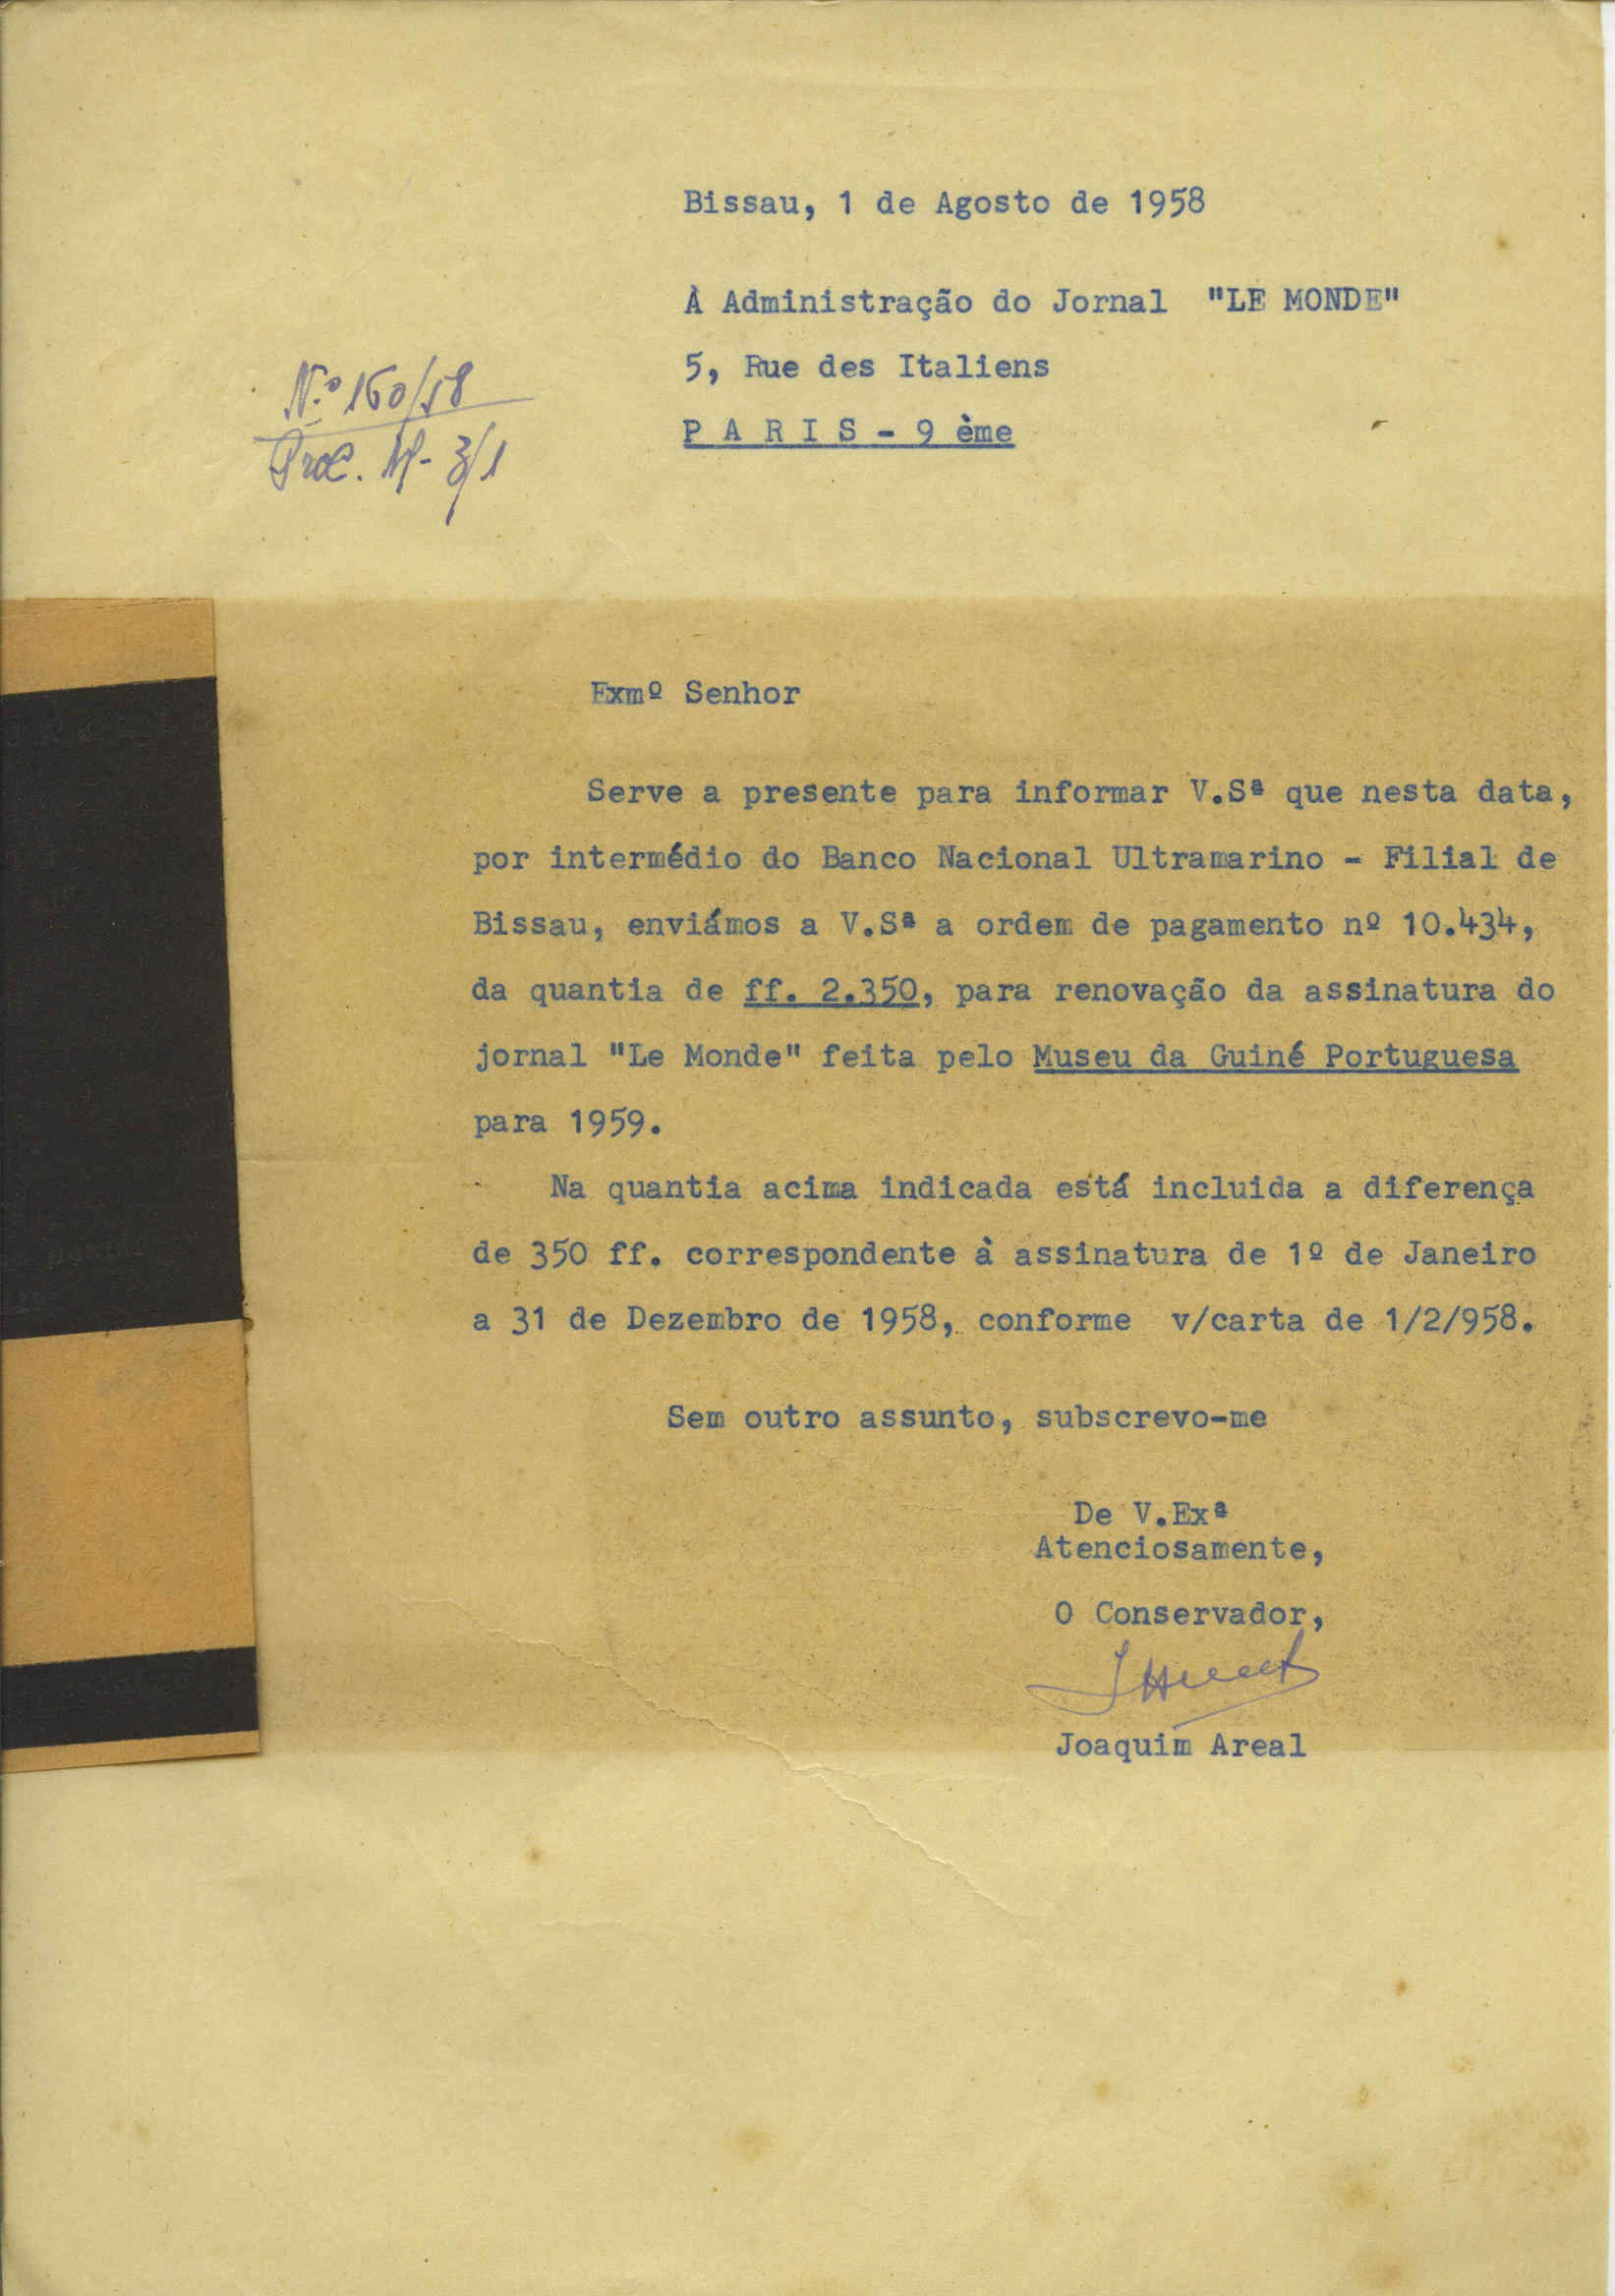 Bissau, 1 de Agosto de 1958
À Administração do Jornal "LE MONDE"
5, Rue des Italiens
P A R I S - 9 ème
N.º 160/58
Proc. 3/1
Exmº Senhor
Serve a presente para informar V.Sª que nesta data,
por intermédio do Banco Nacional Ultramarino - Filial de
Bissau, enviámos a V.Sª a ordem de pagamento nº 10.434,
da quantia de ff. 2.350, para renovação da assinatura do
jornal "Le Monde" feita pelo Museu da Guiné Portuguesa
para 1959.
Na quantia acima indicada está incluida a diferença
de 350 ff. correspondente à assinatura de 1º de Janeiro
a 31 de Dezembro de 1958, conforme v/carta de 1/2/958.
Sem outro assunto, subscrevo-me
De V.Exª
Atenciosamente,
O Conservador,
Joaquim Areal